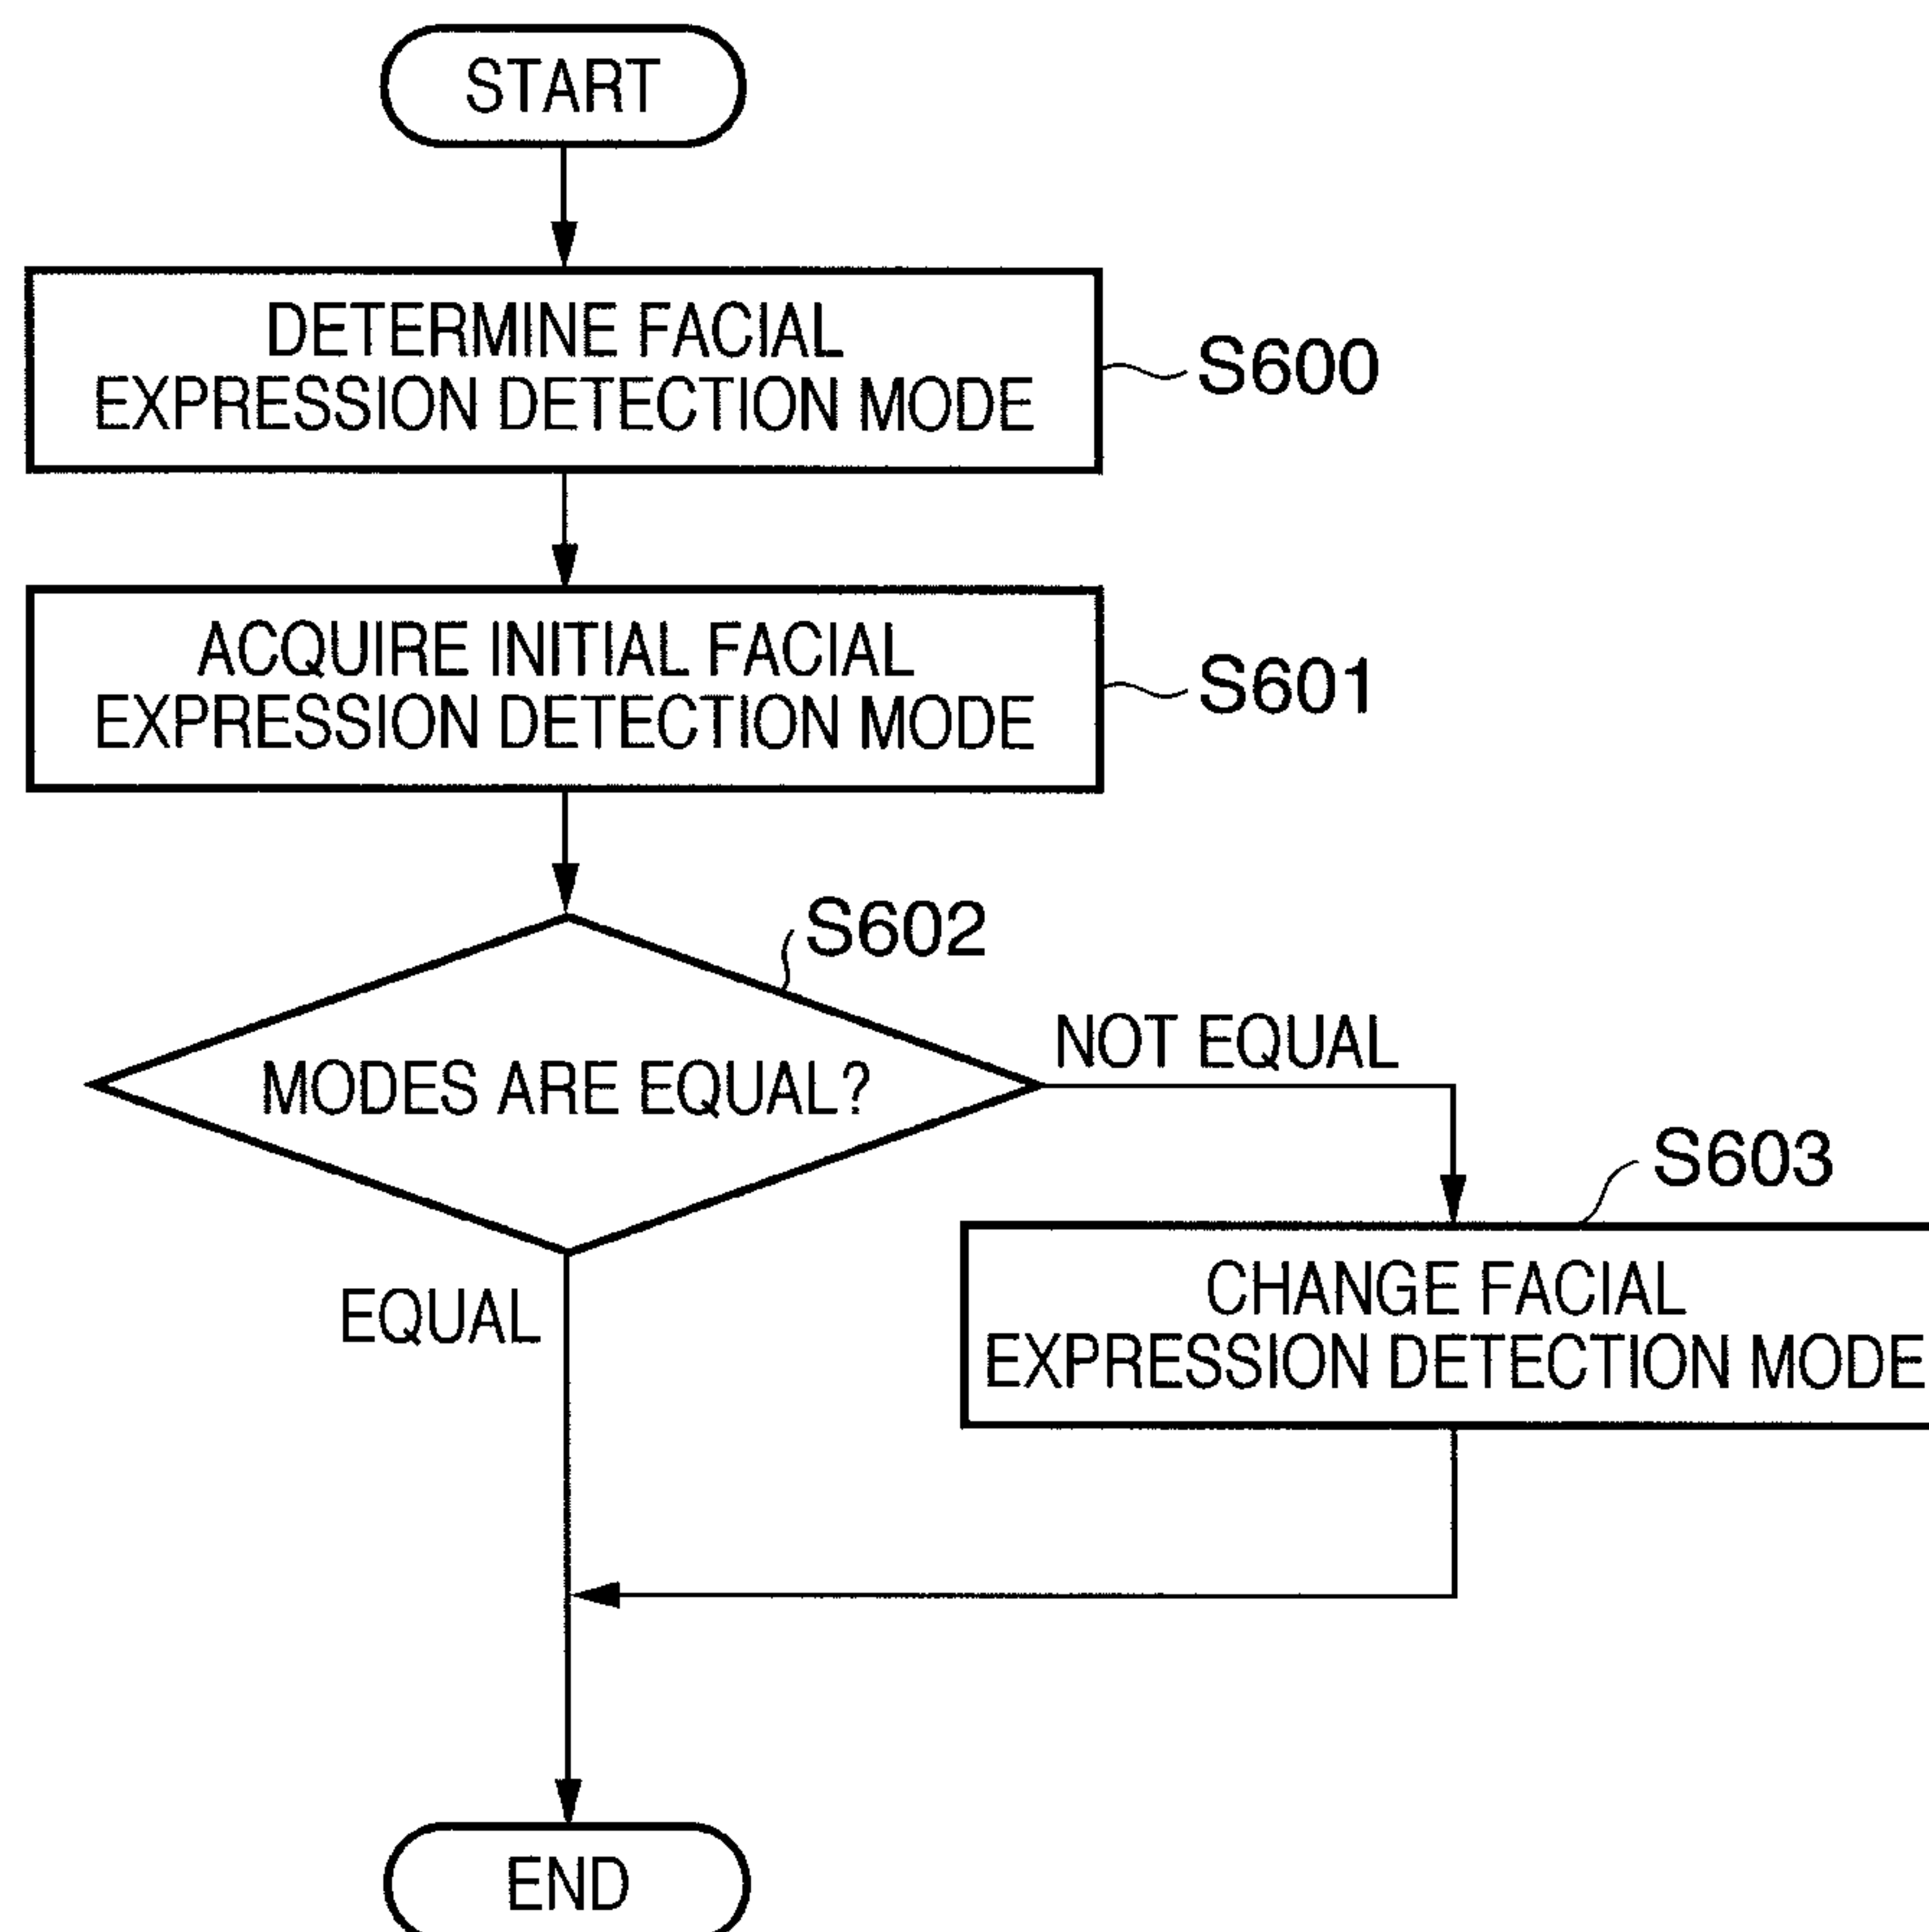 START
DETERMINE FACIAL
EXPRESSION DETECTION MODE
S600
ACQUIRE INITIAL FACIAL
EXPRESSION DETECTION MODE
S601
S602
MODES ARE EQUAL?
NOT EQUAL
S603
CHANGE FACIAL
EXPRESSION DETECTION MODE
EQUAL
END